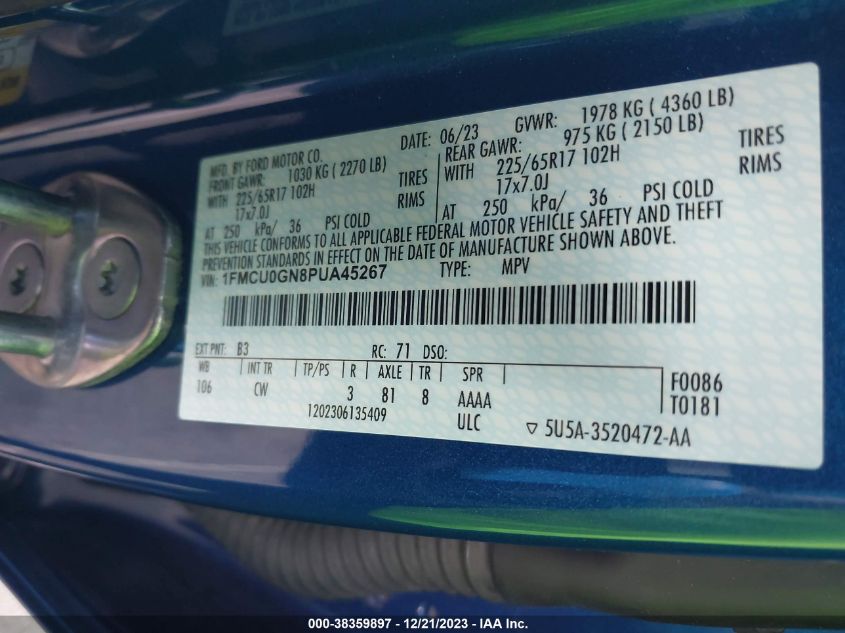 MFD. BY FORD MOTOR CO. DATE: 06/23 GVWR: 1978 KG ( 4360 LB)
FRONT GAWR: 1030 KG ( 2270 LB) REAR GAWR: 975 KG ( 2150 LB)
WITH 225/65R17 102H TIRES WITH 225/65R17 102H TIRES
17x7.0J RIMS 17x7.0J RIMS
AT 250 kPa/ 36 PSI COLD AT 250 kPa/ 36 PSI COLD
THIS VEHICLE CONFORMS TO ALL APPLICABLE FEDERAL MOTOR VEHICLE SAFETY AND THEFT
PREVENTION STANDARDS IN EFFECT ON THE DATE OF MANUFACTURE SHOWN ABOVE.
VIN: 1FMCU0GN8PUA45267 TYPE: MPV
EXT PNT: B3 RC: 71 DSO:
WB INT TR TP/PS R AXLE TR SPR
106 CW 3 81 8 AAAA F0086
T0181
1202306135409 ULC 5U5A-3520472-AA
000-38359897 - 12/21/2023 - IAA Inc.